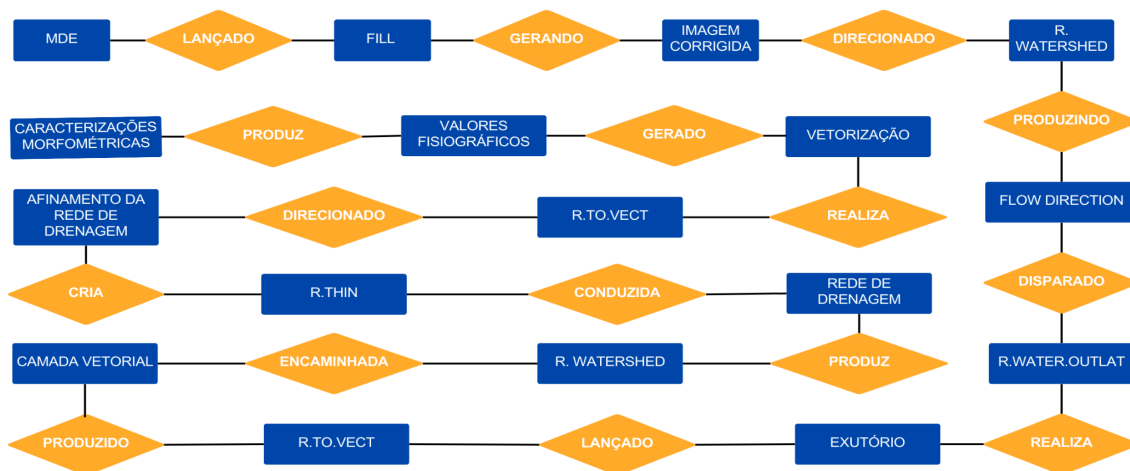 MDE
LANÇADO
FILL
GERANDO
IMAGEM
CORRIGIDA
DIRECIONADO
R.
WATERSHED
CARACTERIZAÇÕES
MORFOMÉTRICAS
PRODUZ
VALORES
FISIOGRÁFICOS
GERADO
VETORIZAÇÃO
PRODUZINDO
AFINAMENTO DA
REDE DE
DRENAGEM
DIRECIONADO
R.TO.VECT
REALIZA
FLOW DIRECTION
CRIA
R.THIN
CONDUZIDA
REDE DE
DRENAGEM
DISPARADO
CAMADA VETORIAL
ENCAMINHADA
R. WATERSHED
PRODUZ
R.WATER.OUTLAT
PRODUZIDO
R.TO.VECT
LANÇADO
EXUTÓRIO
REALIZA